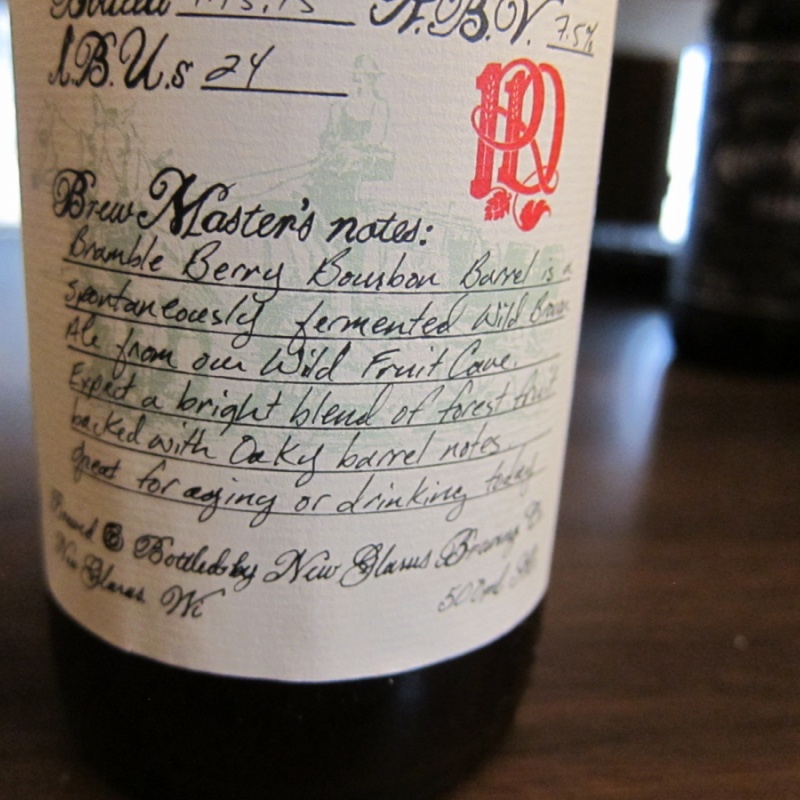 Bottled A.B.V. 7.5%
I.B.U.s 24
Brew Master's notes:
Bramble Berry Bourbon Barrel is a
spontaneously fermented Wild Brown
Ale from our Wild Fruit Cave.
Expect a bright blend of forest fruit
backed with Oaky barrel notes
great for aging or drinking today
Brewed & Bottled by New Glarus Brewing Co
New Glarus Wi 500ml